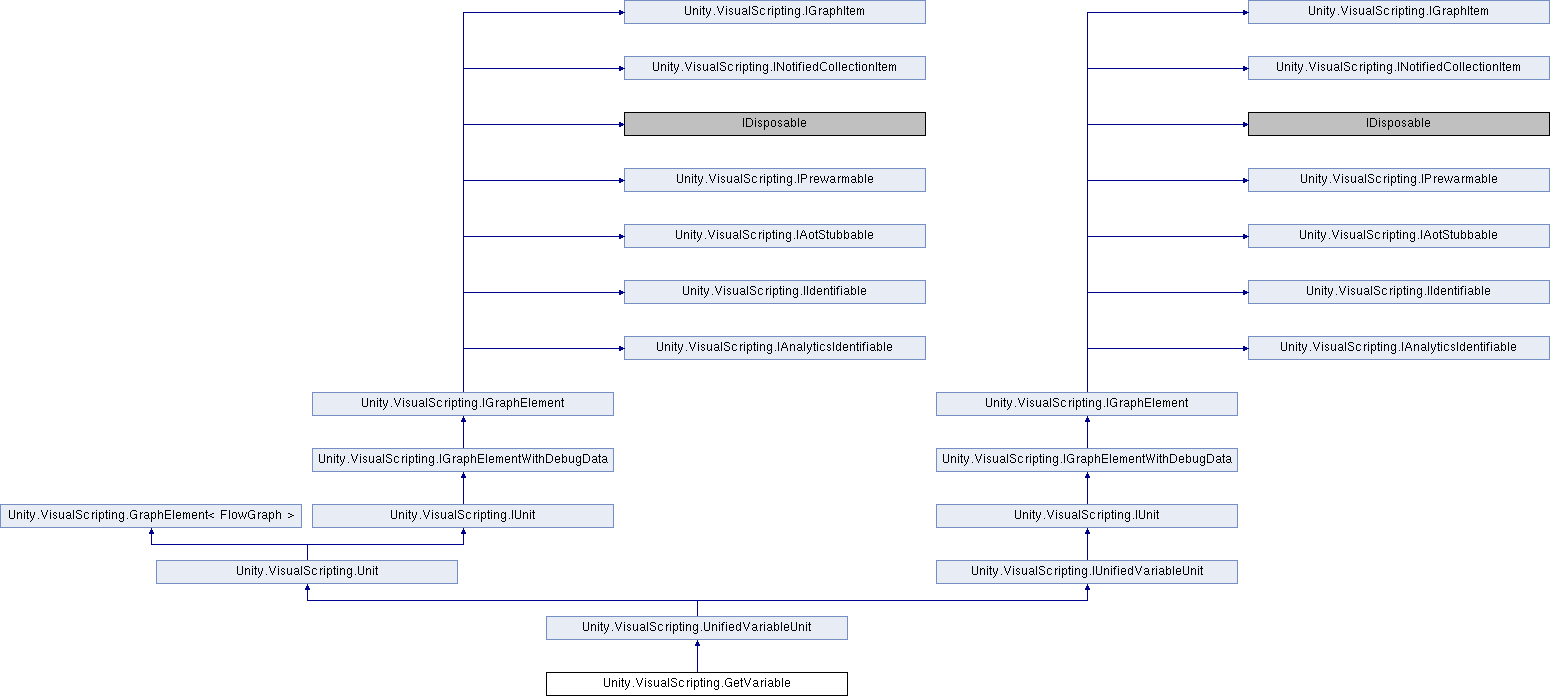 Unity.VisualScripting.IGraphItem
Unity.VisualScripting.IGraphItem
Unity.VisualScripting.INotifiedCollectionItem
Unity.VisualScripting.INotifiedCollectionItem
IDisposable
IDisposable
Unity.VisualScripting.IPrewarmable
Unity.VisualScripting.IPrewarmable
Unity.VisualScripting.IAotStubbable
Unity.VisualScripting.IAotStubbable
Unity.VisualScripting.IIdentifiable
Unity.VisualScripting.IIdentifiable
Unity.VisualScripting.IAnalyticsIdentifiable
Unity.VisualScripting.IAnalyticsIdentifiable
Unity.VisualScripting.IGraphElement
Unity.VisualScripting.IGraphElement
Unity.VisualScripting.IGraphElementWithDebugData
Unity.VisualScripting.IGraphElementWithDebugData
Unity.VisualScripting.GraphElement< FlowGraph >
Unity.VisualScripting.IUnit
Unity.VisualScripting.IUnit
Unity.VisualScripting.Unit
Unity.VisualScripting.IUnifiedVariableUnit
Unity.VisualScripting.UnifiedVariableUnit
Unity.VisualScripting.GetVariable